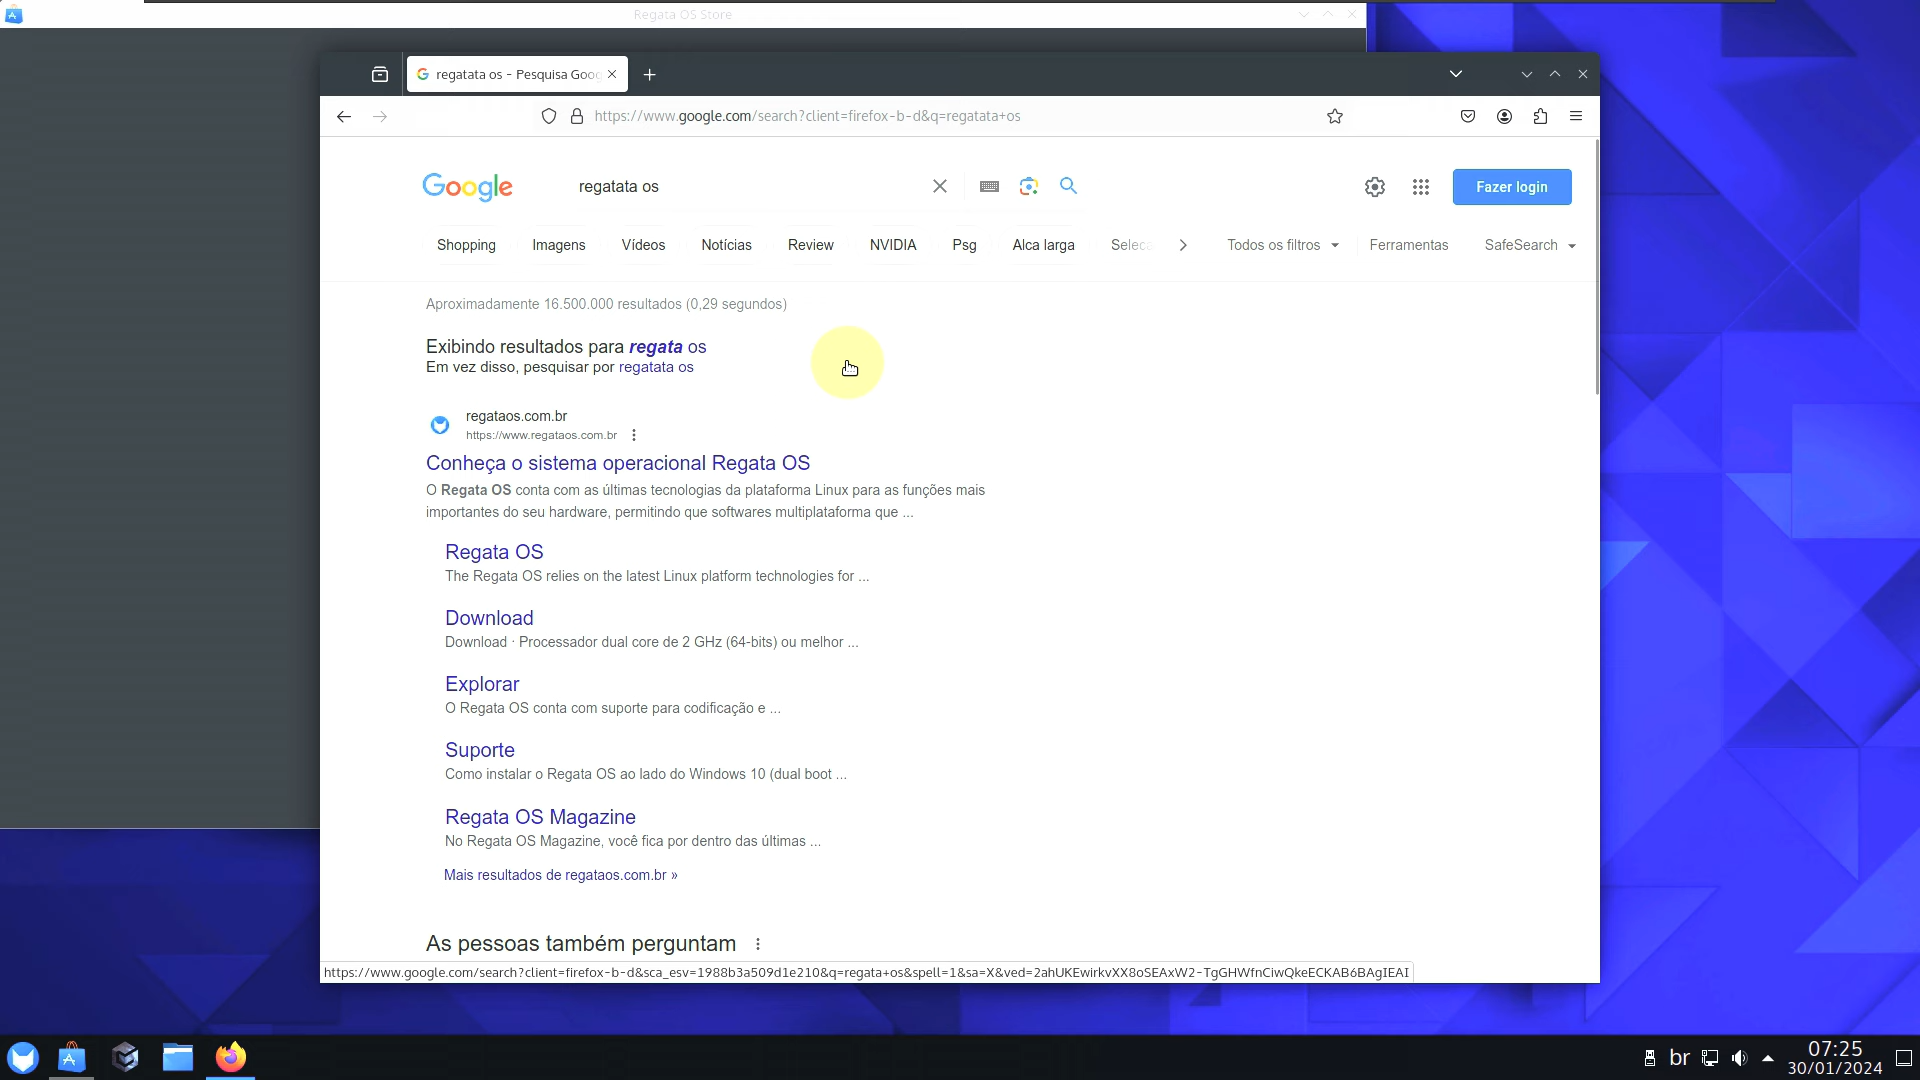 Regata OS Store
regatata os - Pesquisa Goo
https://www.google.com/search?client=firefox-b-d&q=regatata+os
Google
regatata os
Fazer login
Shopping
Imagens
Vídeos
Notícias
Review
NVIDIA
Psg
Alca larga
Selec
Todos os filtros
Ferramentas
SafeSearch
Aproximadamente 16.500.000 resultados (0,29 segundos)
Exibindo resultados para regata os
Em vez disso, pesquisar por regatata os
regataos.com.br
https://www.regataos.com.br
Conheça o sistema operacional Regata OS
O Regata OS conta com as últimas tecnologias da plataforma Linux para as funções mais
importantes do seu hardware, permitindo que softwares multiplataforma que ...
Regata OS
The Regata OS relies on the latest Linux platform technologies for ...
Download
Download · Processador dual core de 2 GHz (64-bits) ou melhor ...
Explorar
O Regata OS conta com suporte para codificação e ...
Suporte
Como instalar o Regata OS ao lado do Windows 10 (dual boot ...
Regata OS Magazine
No Regata OS Magazine, você fica por dentro das últimas ...
Mais resultados de regataos.com.br »
As pessoas também perguntam
https://www.google.com/search?client=firefox-b-d&sca_esv=1988b3a509d1e210&q=regata+os&spell=1&sa=X&ved=2ahUKEwirkvXX8oSEAxW2-TgGHWfnCiwQkeECKAB6BAgIEAI
br
07:25
30/01/2024